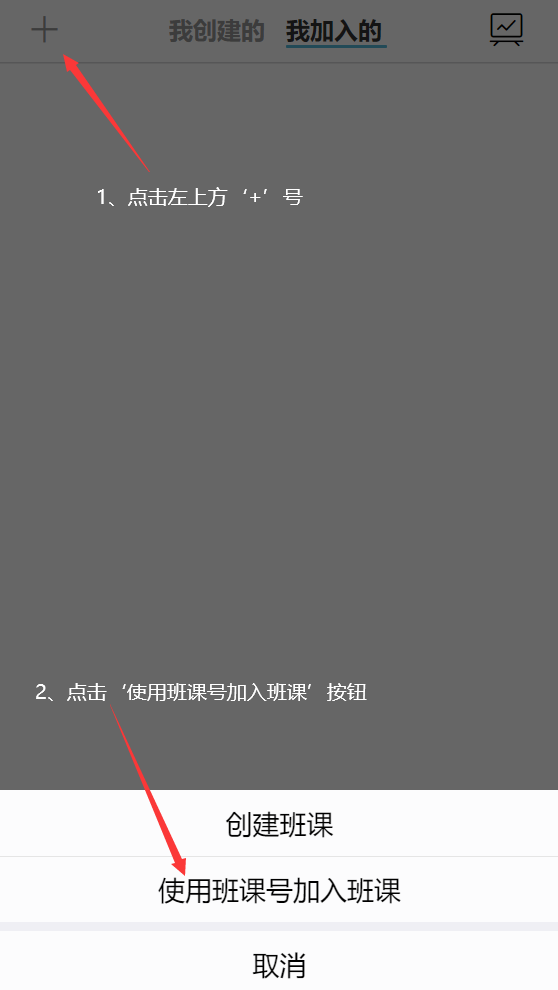 我创建的 我加入的
1、点击左上方‘+’号
2、点击‘使用班课号加入班课’按钮
创建班课
使用班课号加入班课
取消